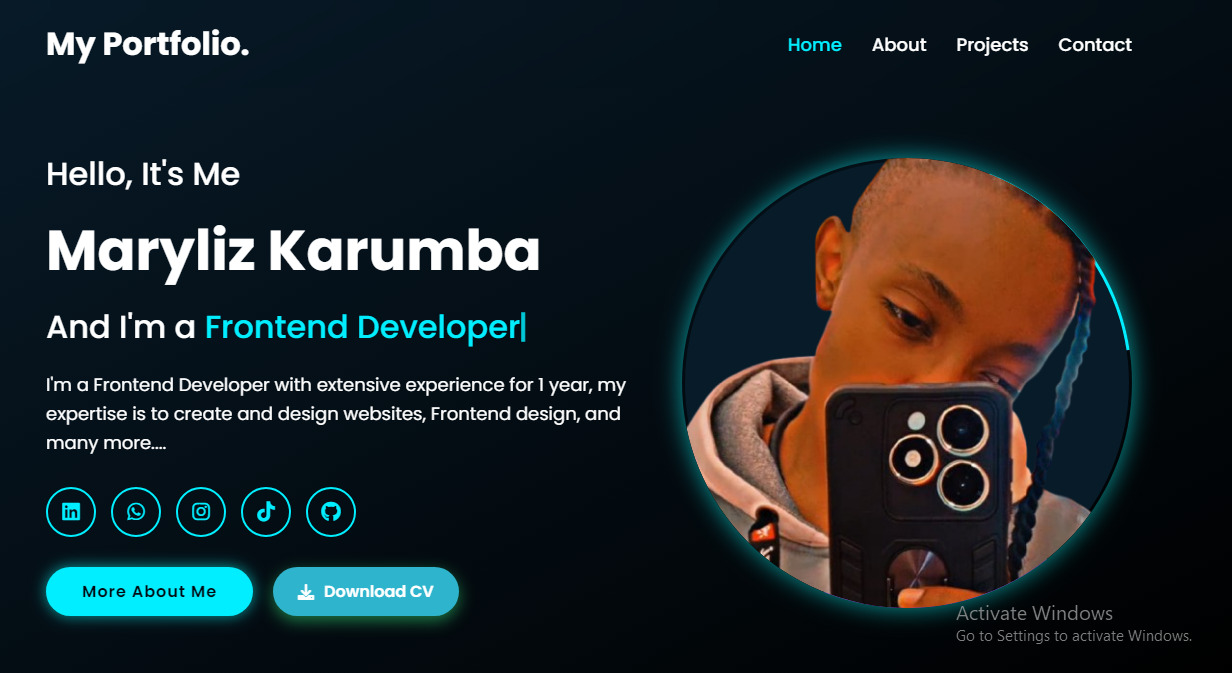 My Portfolio.
Home About Projects Contact
Hello, It's Me
Maryliz Karumba
And I'm a Frontend Developer|
I'm a Frontend Developer with extensive experience for 1 year, my
expertise is to create and design websites, Frontend design, and
many more....
More About Me
Download CV
Activate Windows
Go to Settings to activate Windows.